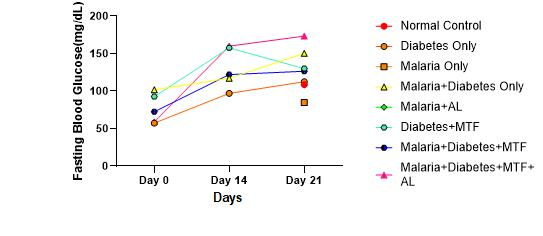 Fasting Blood Glucose(mg/dL)
200
150
100
50
0
Day 0
Day 14
Day 21
Days
Normal Control
Diabetes Only
Malaria Only
Malaria+Diabetes Only
Malaria+AL
Diabetes+MTF
Malaria+Diabetes+MTF
Malaria+Diabetes+MTF+
AL